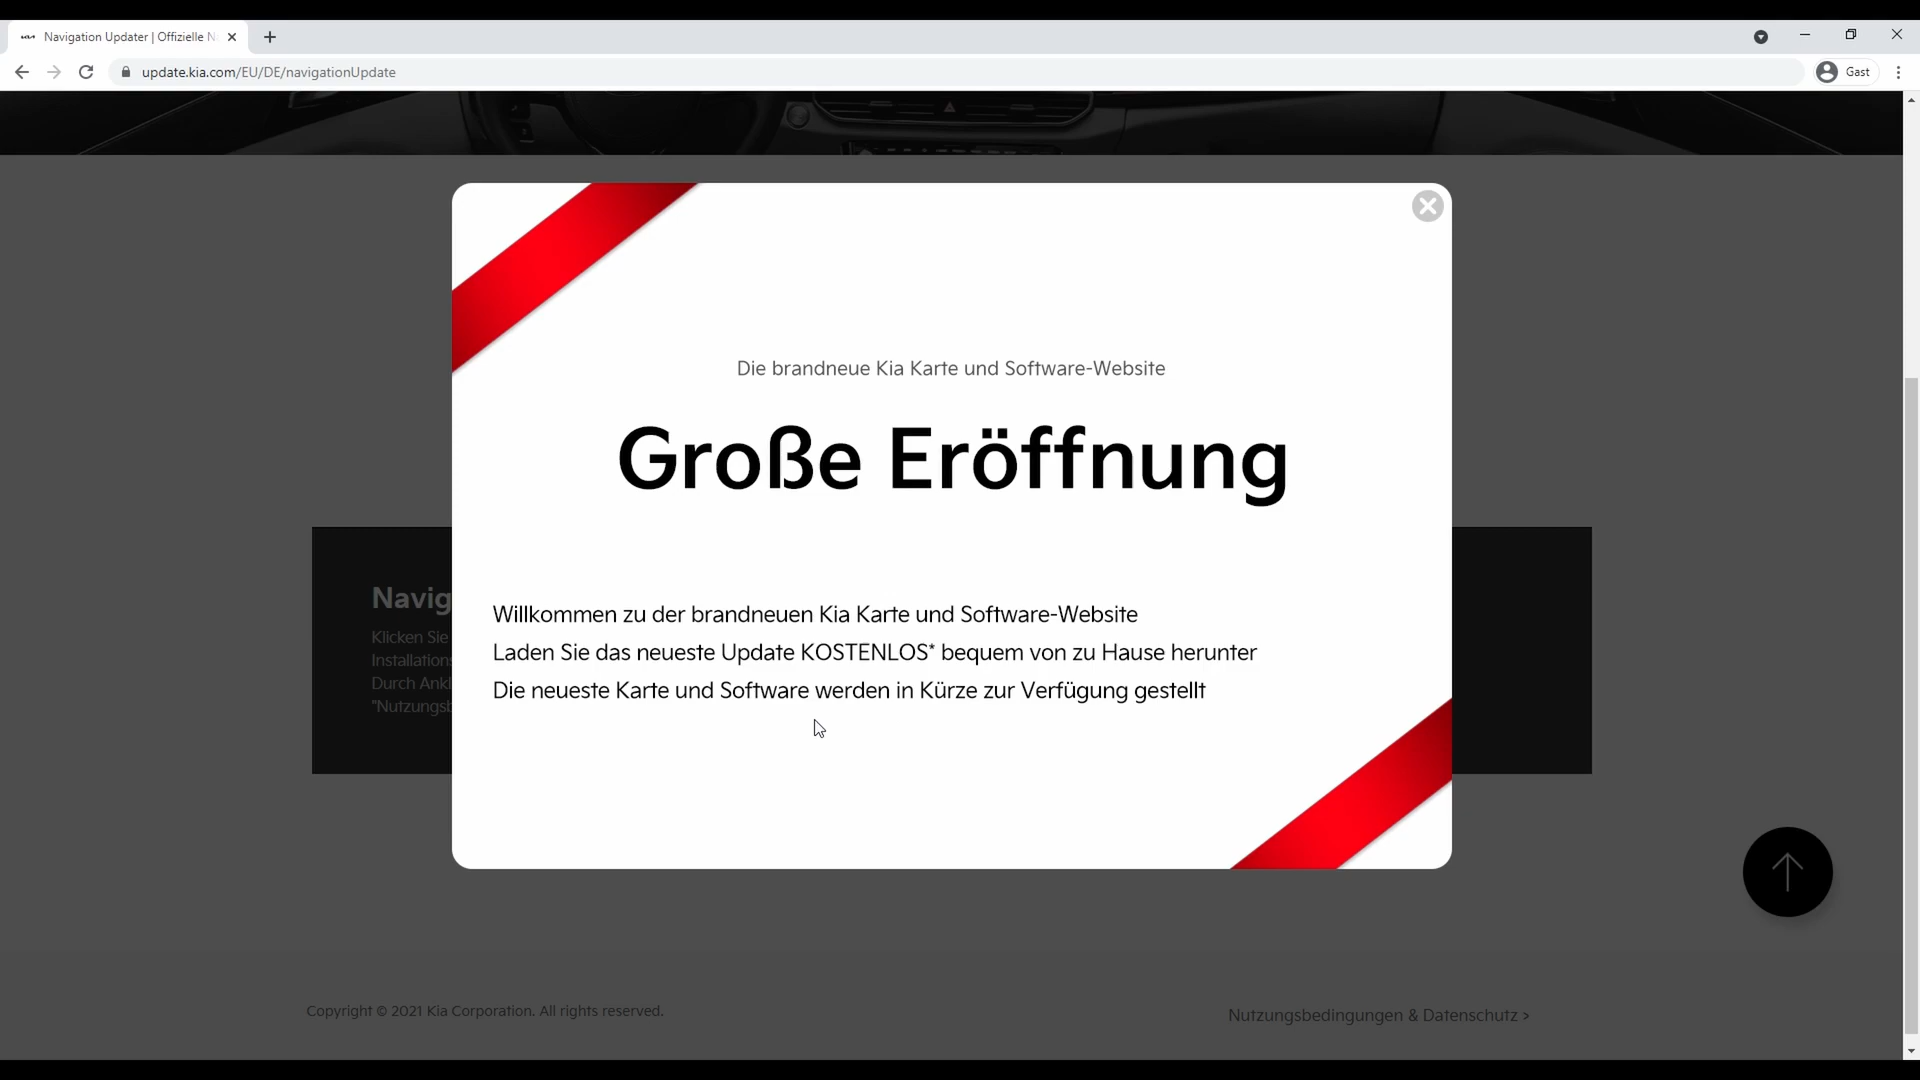 Navigation Updater | Offizielle N
update.kia.com/EU/DE/navigationUpdate
Gast
Die brandneue Kia Karte und Software-Website
Große Eröffnung
Willkommen zu der brandneuen Kia Karte und Software-Website
Laden Sie das neueste Update KOSTENLOS* bequem von zu Hause herunter
Die neueste Karte und Software werden in Kürze zur Verfügung gestellt
Navig
Klicken Sie
Installations
Durch Ankl
"Nutzungsb
Copyright © 2021 Kia Corporation. All rights reserved.
Nutzungsbedingungen & Datenschutz >